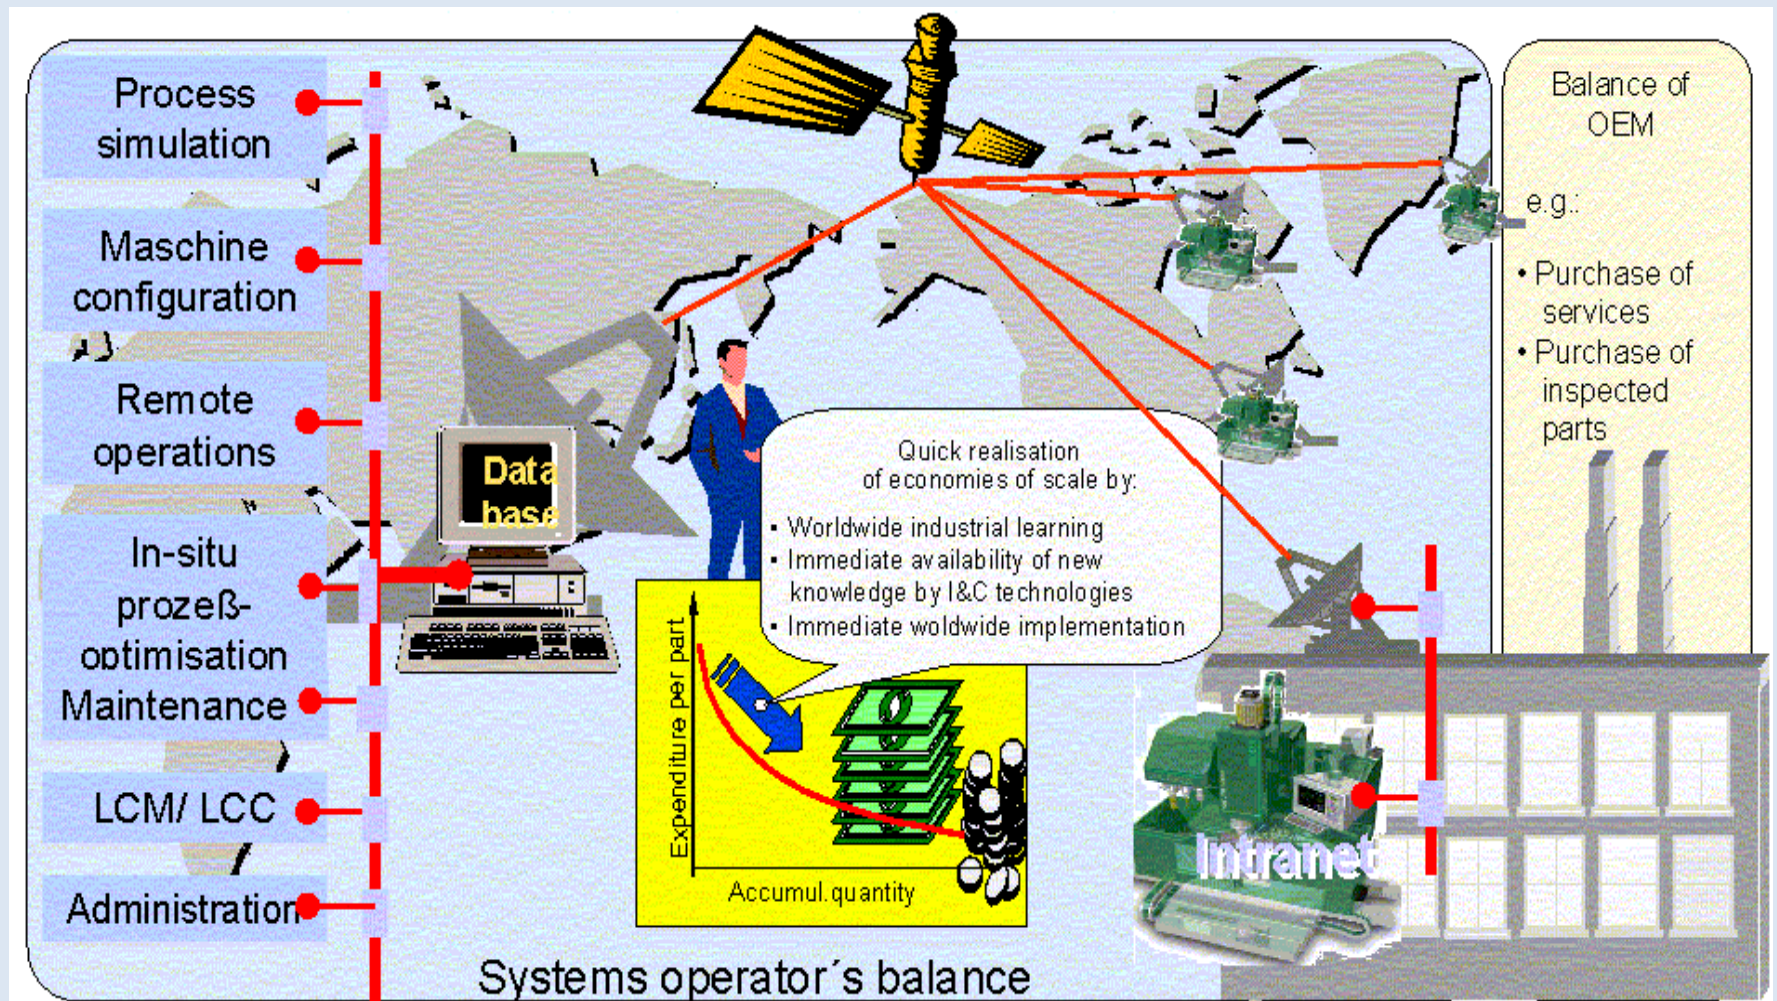 Process
simulation
Maschine
configuration
Remote
operations
In-situ
prozeß-
optimisation
Maintenance
LCM/ LCC
Administration
Data
base
Quick realisation
of economies of scale by:
• Worldwide industrial learning
• Immediate availability of new
knowledge by I&C technologies
• Immediate woldwide implementation
Expenditure per part
Accumul.quantity
Systems operator´s balance
Intranet
Balance of
OEM
e.g.:
• Purchase of
services
• Purchase of
inspected
parts